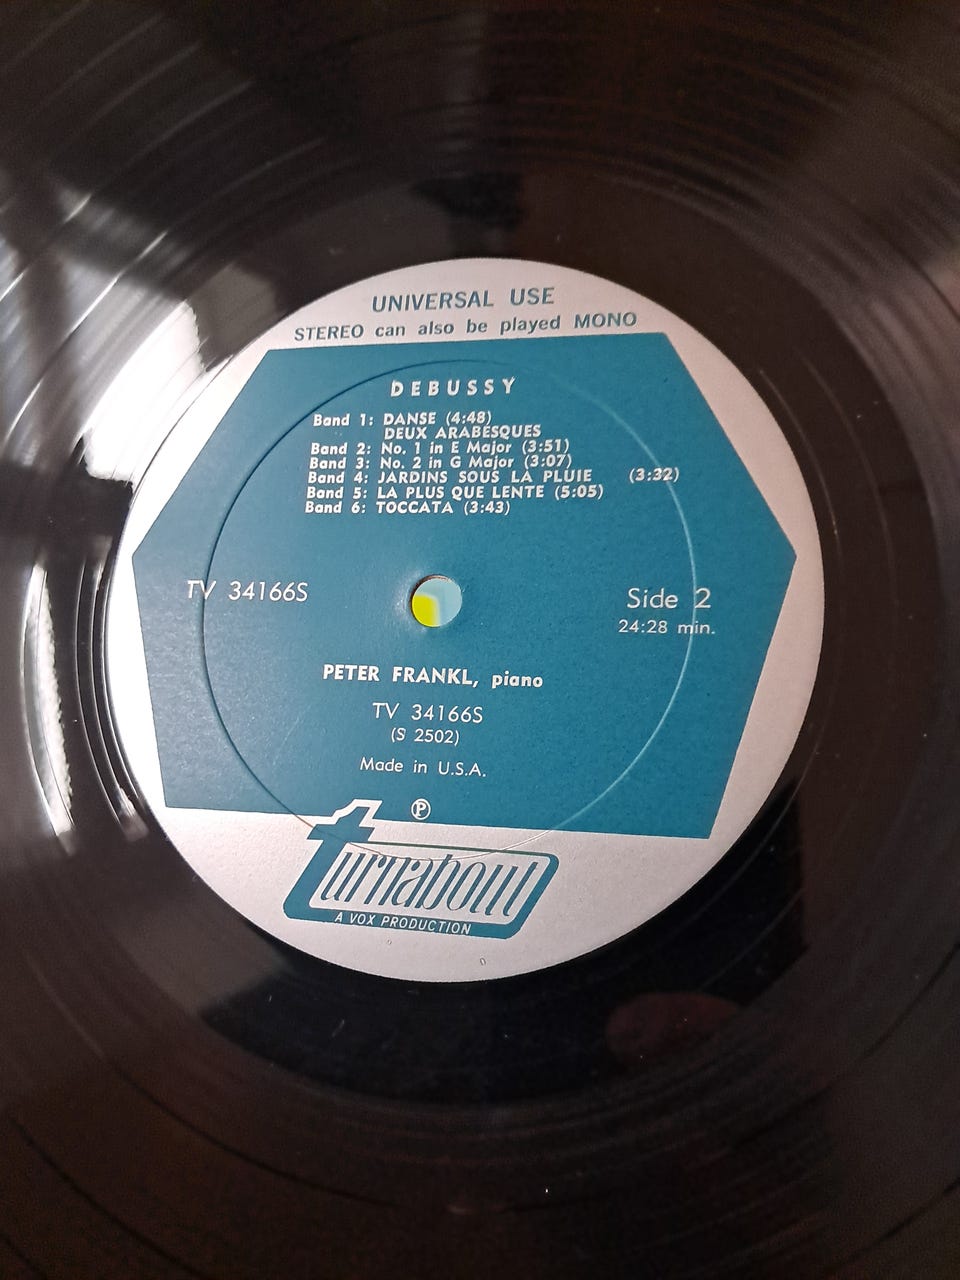 UNIVERSAL USE
STEREO can also be played MONO
DEBUSSY
Band 1: DANSE (4:48)
DEUX ARABESQUES
Band 2: No. 1 in E Major (3:51)
Band 3: No. 2 in G Major (3:07)
Band 4: JARDINS SOUS LA PLUIE (3:32)
Band 5: LA PLUS QUE LENTE (5:05)
Band 6: TOCCATA (3:43)
TV 34166S
Side 2
24:28 min.
PETER FRANKL, piano
TV 34166S
(S 2502)
Made in U.S.A.
℗
turnabout
A VOX PRODUCTION